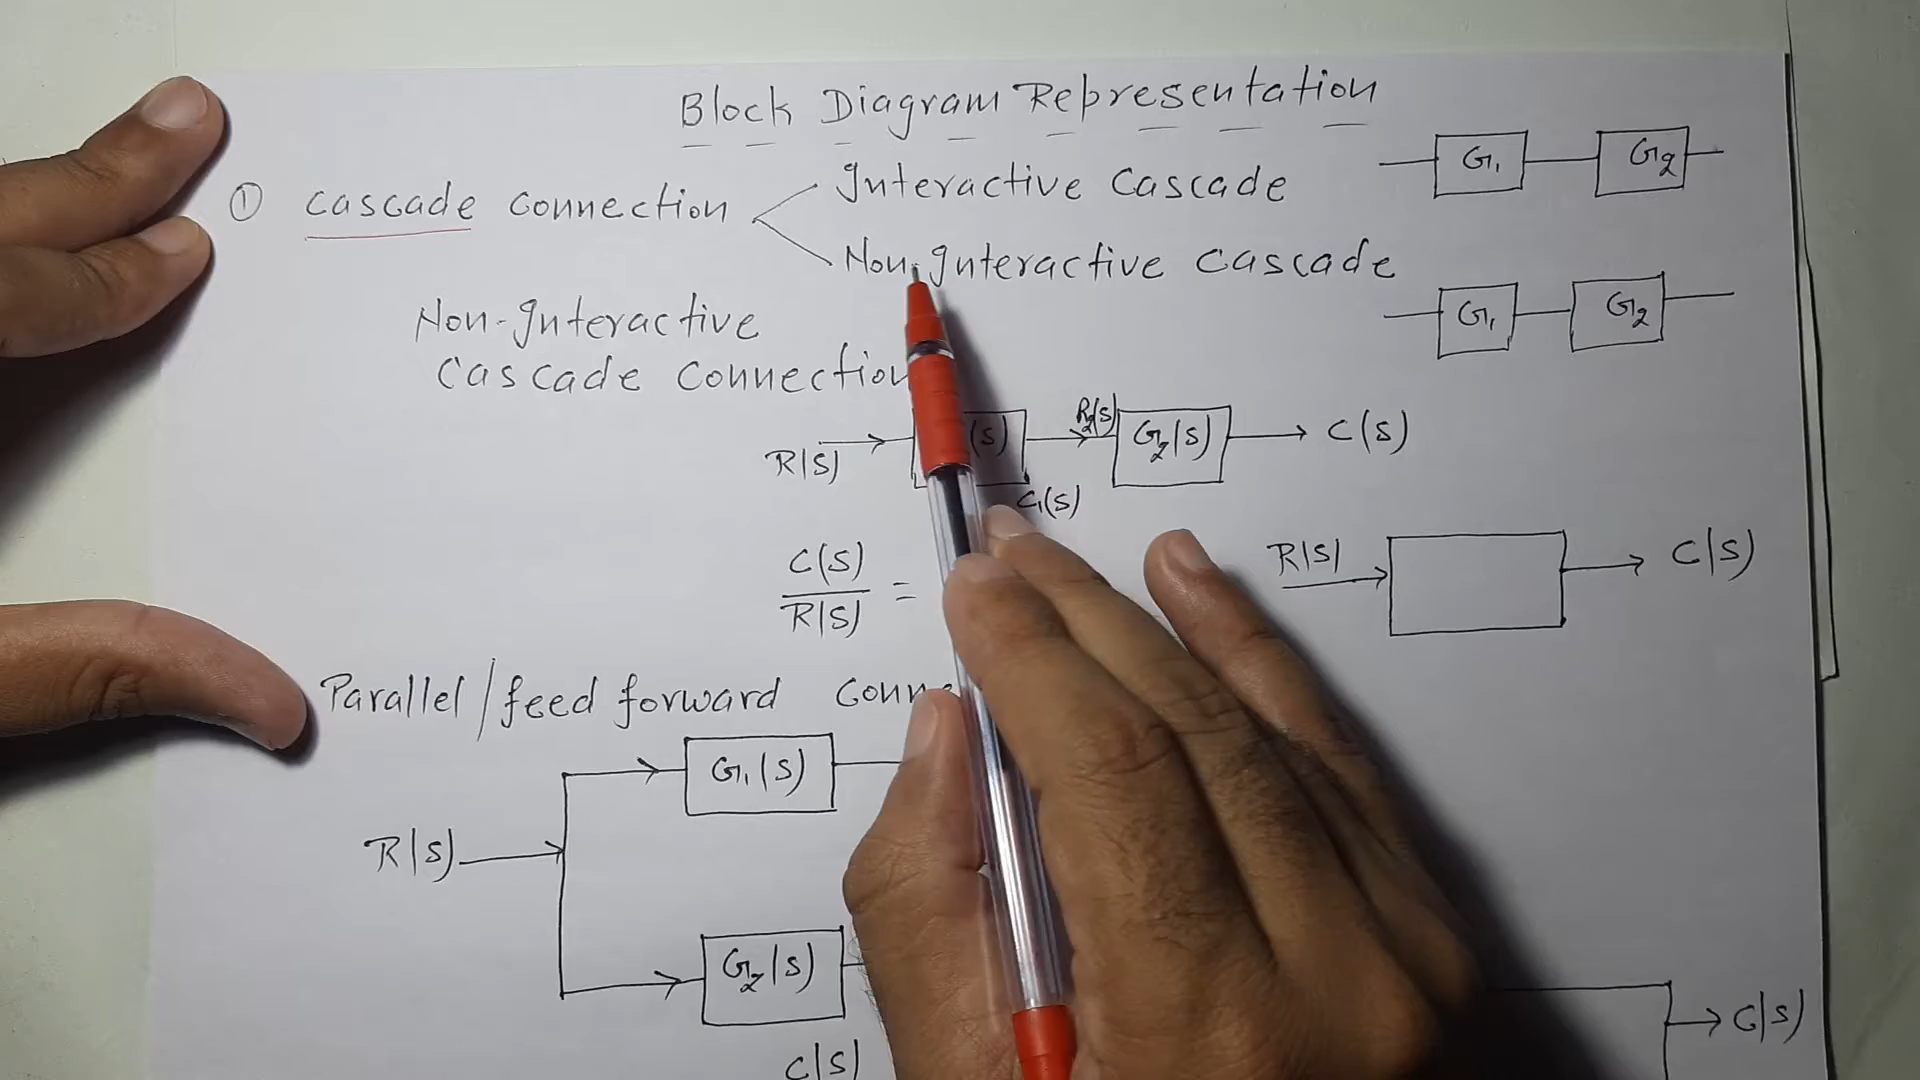 Block Diagram Representation
① Cascade Connection
Interactive Cascade
G1 G2
Non-Interactive Cascade
G1 G2
Non-Interactive
Cascade Connection
R(s) (s) R2(s) G2(s) C(s)
C1(s)
C(s)
R(s) =
R(s) C(s)
Parallel/feed forward
G1(s)
R(s)
G2(s)
C(s)
C(s)